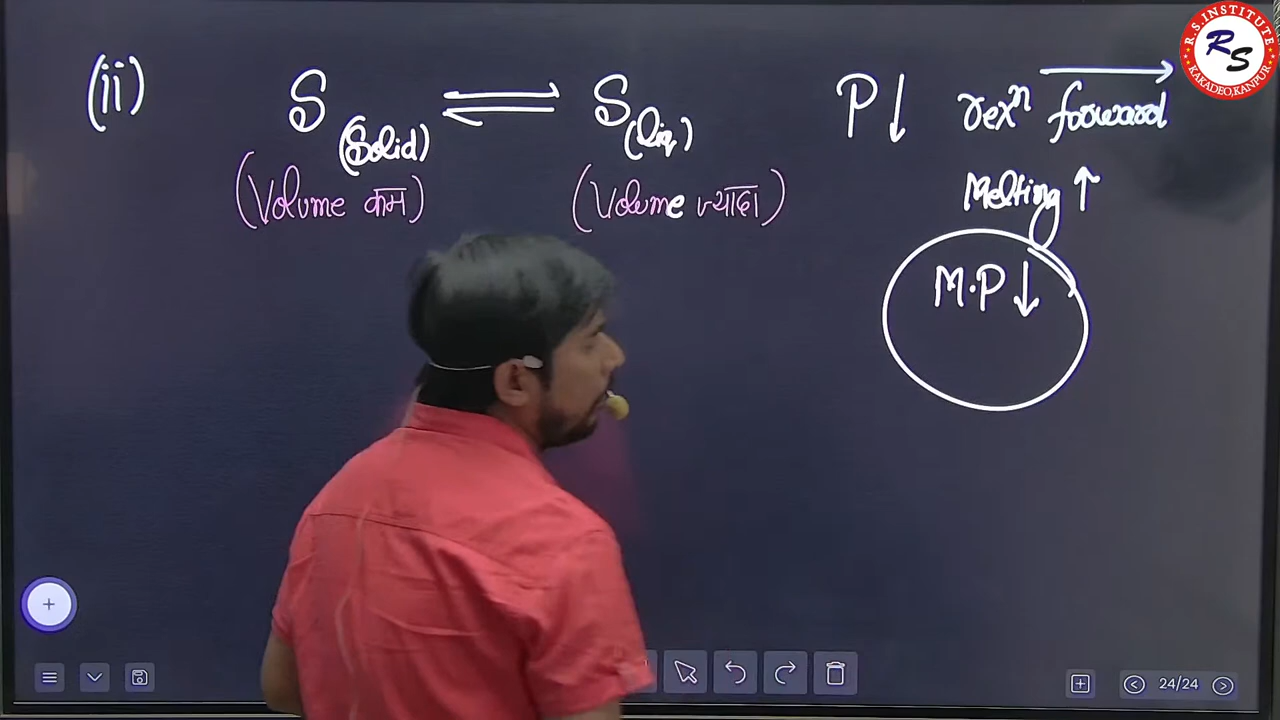 (ii) S(Solid) ⇌ S(liq) P↓ rexⁿ forward →
(Volume कम) (Volume ज्यादा) Melting ↑
M.P ↓
R.S.INSTITUTE
RS
KAKADEO,KANPUR
24/24